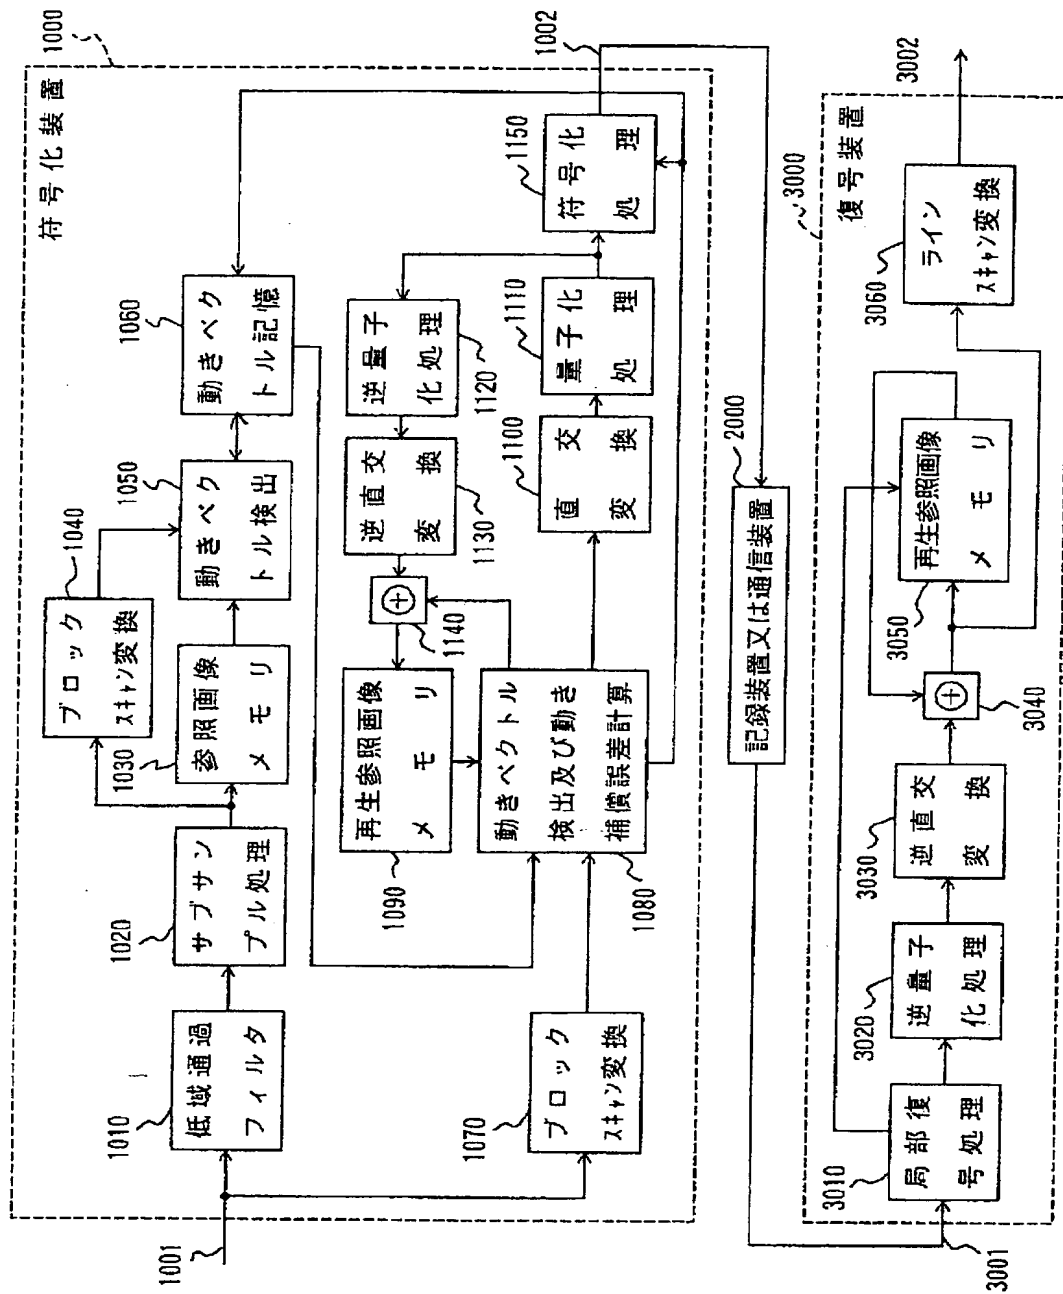 符号化装置
1000
1001
1010
低域通過
フィルタ
1020
サブサン
プル処理
1030
参照画像
メモリ
1040
ブロック
スキャン変換
1050
動きベク
トル検出
1060
動きベク
トル記憶
1070
ブロック
スキャン変換
1080
動きベクトル
検出及び動き
補償誤差計算
1090
再生参照画像
メモリ
1100
直交
変換
1110
量子化
処理
1120
逆量子
化処理
1130
逆直交
変換
1140
1150
符号化
処理
1002
2000
記録装置又は通信装置
3000
復号装置
3001
3010
局部復
号処理
3020
逆量子
化処理
3030
逆直交
変換
3040
3050
再生参照画像
メモリ
3060
ライン
スキャン変換
3002